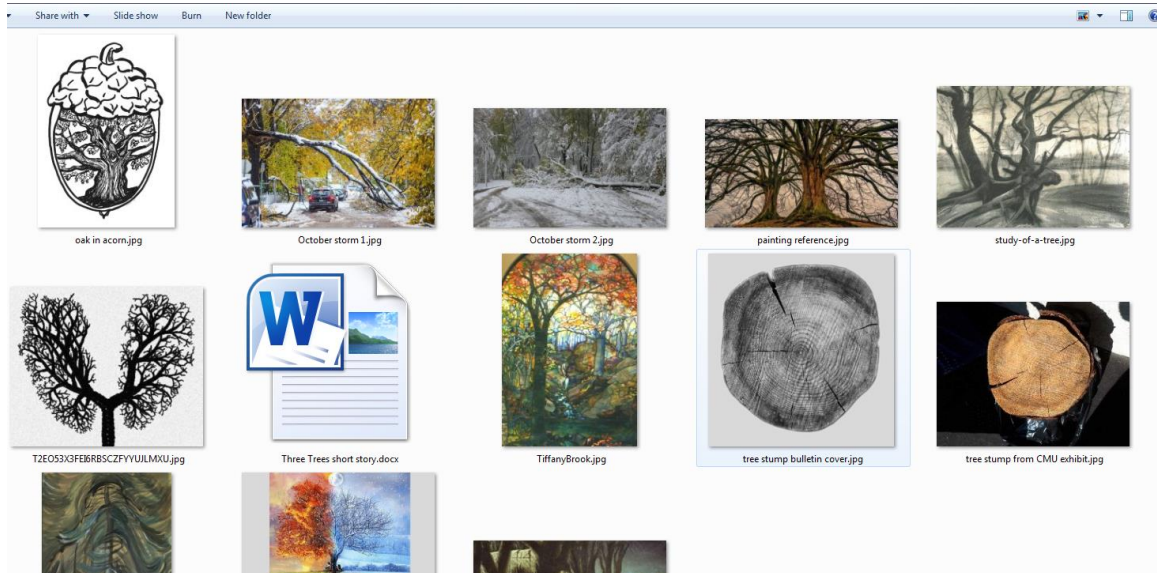 Share with Slide show Burn New folder
oak in acorn.jpg
October storm 1.jpg
October storm 2.jpg
painting reference.jpg
study-of-a-tree.jpg
T2EO53X3FEI6RBSCZFYYUJLMXU.jpg
W
Three Trees short story.docx
TiffanyBrook.jpg
tree stump bulletin cover.jpg
tree stump from CMU exhibit.jpg